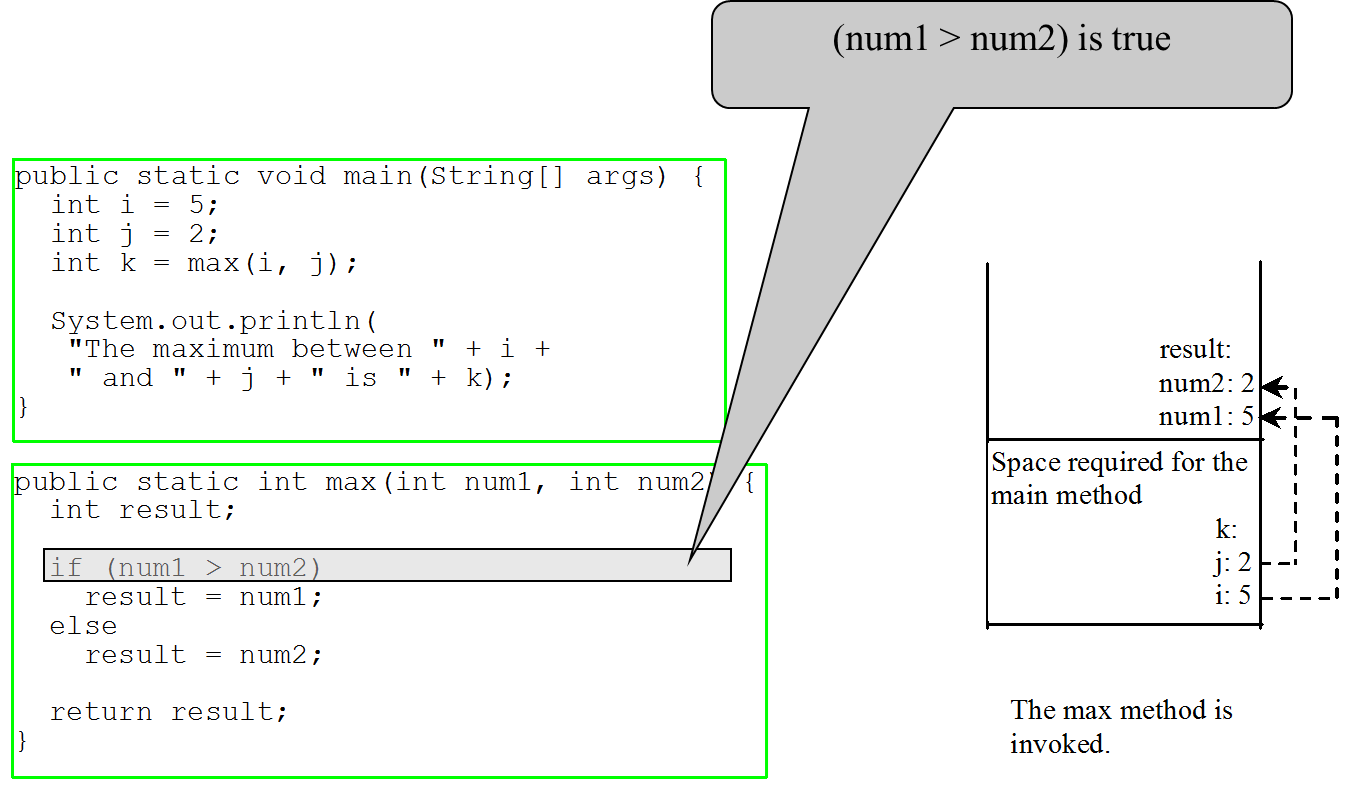 (num1 > num2) is true
public static void main(String[] args) {
  int i = 5;
  int j = 2;
  int k = max(i, j);
  System.out.println(
   "The maximum between " + i +
   " and " + j + " is " + k);
}
public static int max(int num1, int num2) {
  int result;
  if (num1 > num2)
    result = num1;
  else
    result = num2;
  return result;
}
result:
num2: 2
num1: 5
Space required for the
main method
k:
j: 2
i: 5
The max method is
invoked.